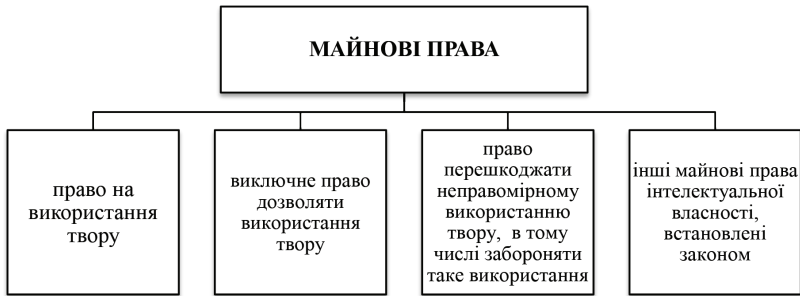 МАЙНОВІ ПРАВА
право на
використання
твору
виключне право
дозволяти
використання
твору
право
перешкоджати
неправомірному
використанню
твору, в тому
числі забороняти
таке використання
інші майнові права
інтелектуальної
власності,
встановлені
законом